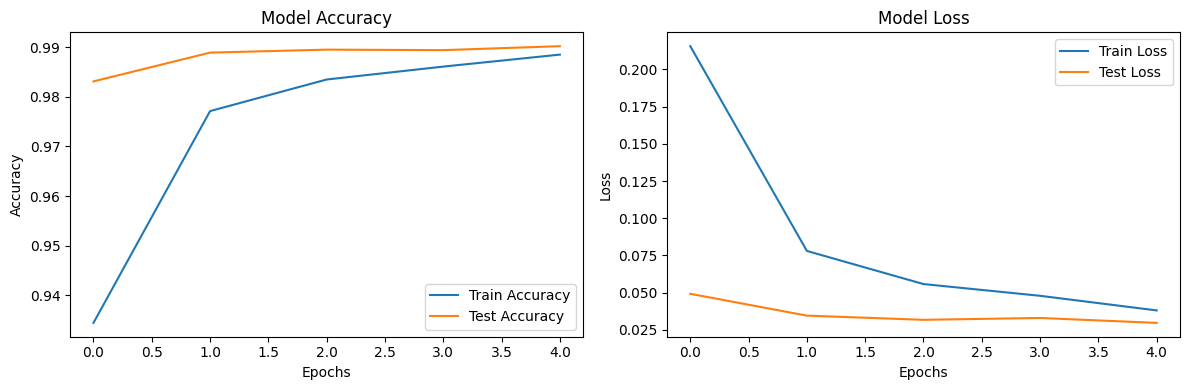 Model Accuracy
Accuracy
0.99
0.98
0.97
0.96
0.95
0.94
0.0 0.5 1.0 1.5 2.0 2.5 3.0 3.5 4.0
Epochs
Train Accuracy
Test Accuracy
Model Loss
Loss
0.200
0.175
0.150
0.125
0.100
0.075
0.050
0.025
0.0 0.5 1.0 1.5 2.0 2.5 3.0 3.5 4.0
Epochs
Train Loss
Test Loss